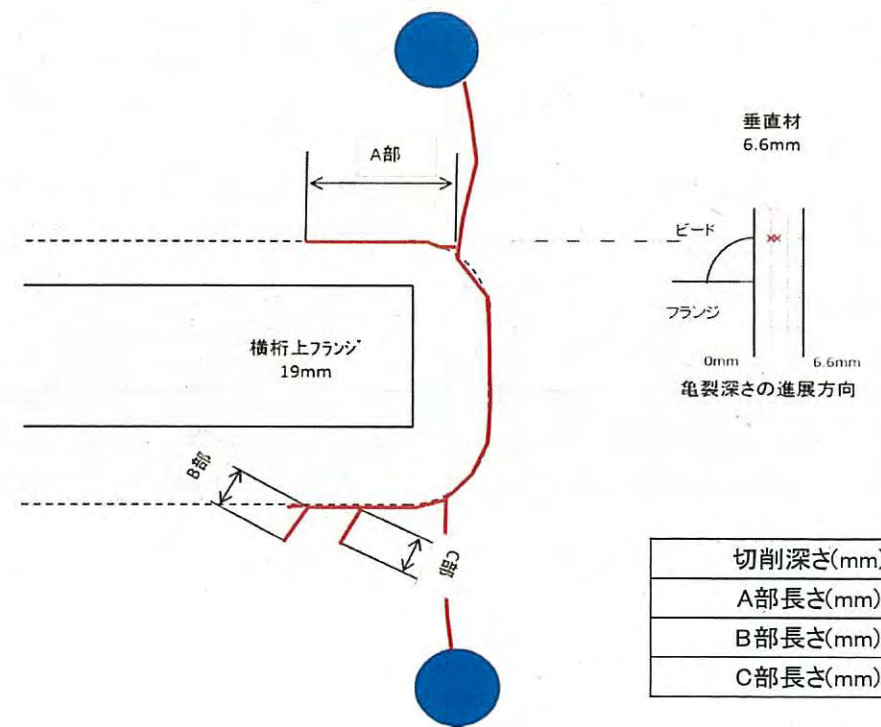 A部
垂直材
6.6mm
ビード
フランジ
0mm
6.6mm
亀裂深さの進展方向
横桁上フランジ
19mm
B部
C部
切削深さ(mm)
A部長さ(mm)
B部長さ(mm)
C部長さ(mm)